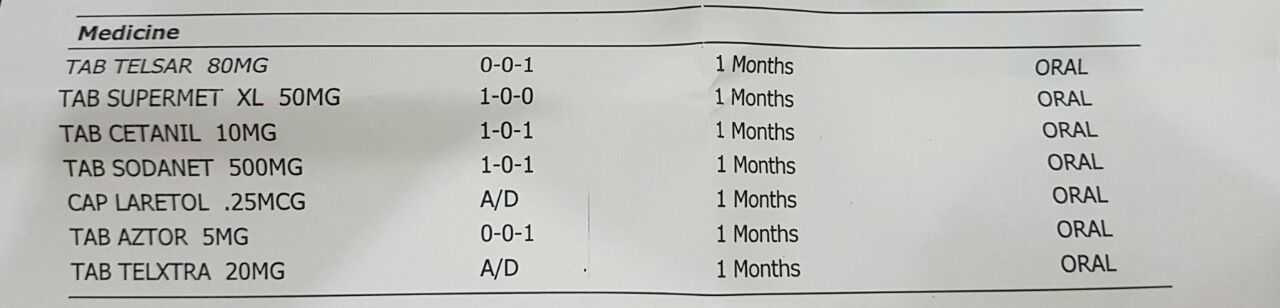 Medicine
TAB TELSAR 80MG 0-0-1 1 Months ORAL
TAB SUPERMET XL 50MG 1-0-0 1 Months ORAL
TAB CETANIL 10MG 1-0-1 1 Months ORAL
TAB SODANET 500MG 1-0-1 1 Months ORAL
CAP LARETOL .25MCG A/D 1 Months ORAL
TAB AZTOR 5MG 0-0-1 1 Months ORAL
TAB TELXTRA 20MG A/D 1 Months ORAL